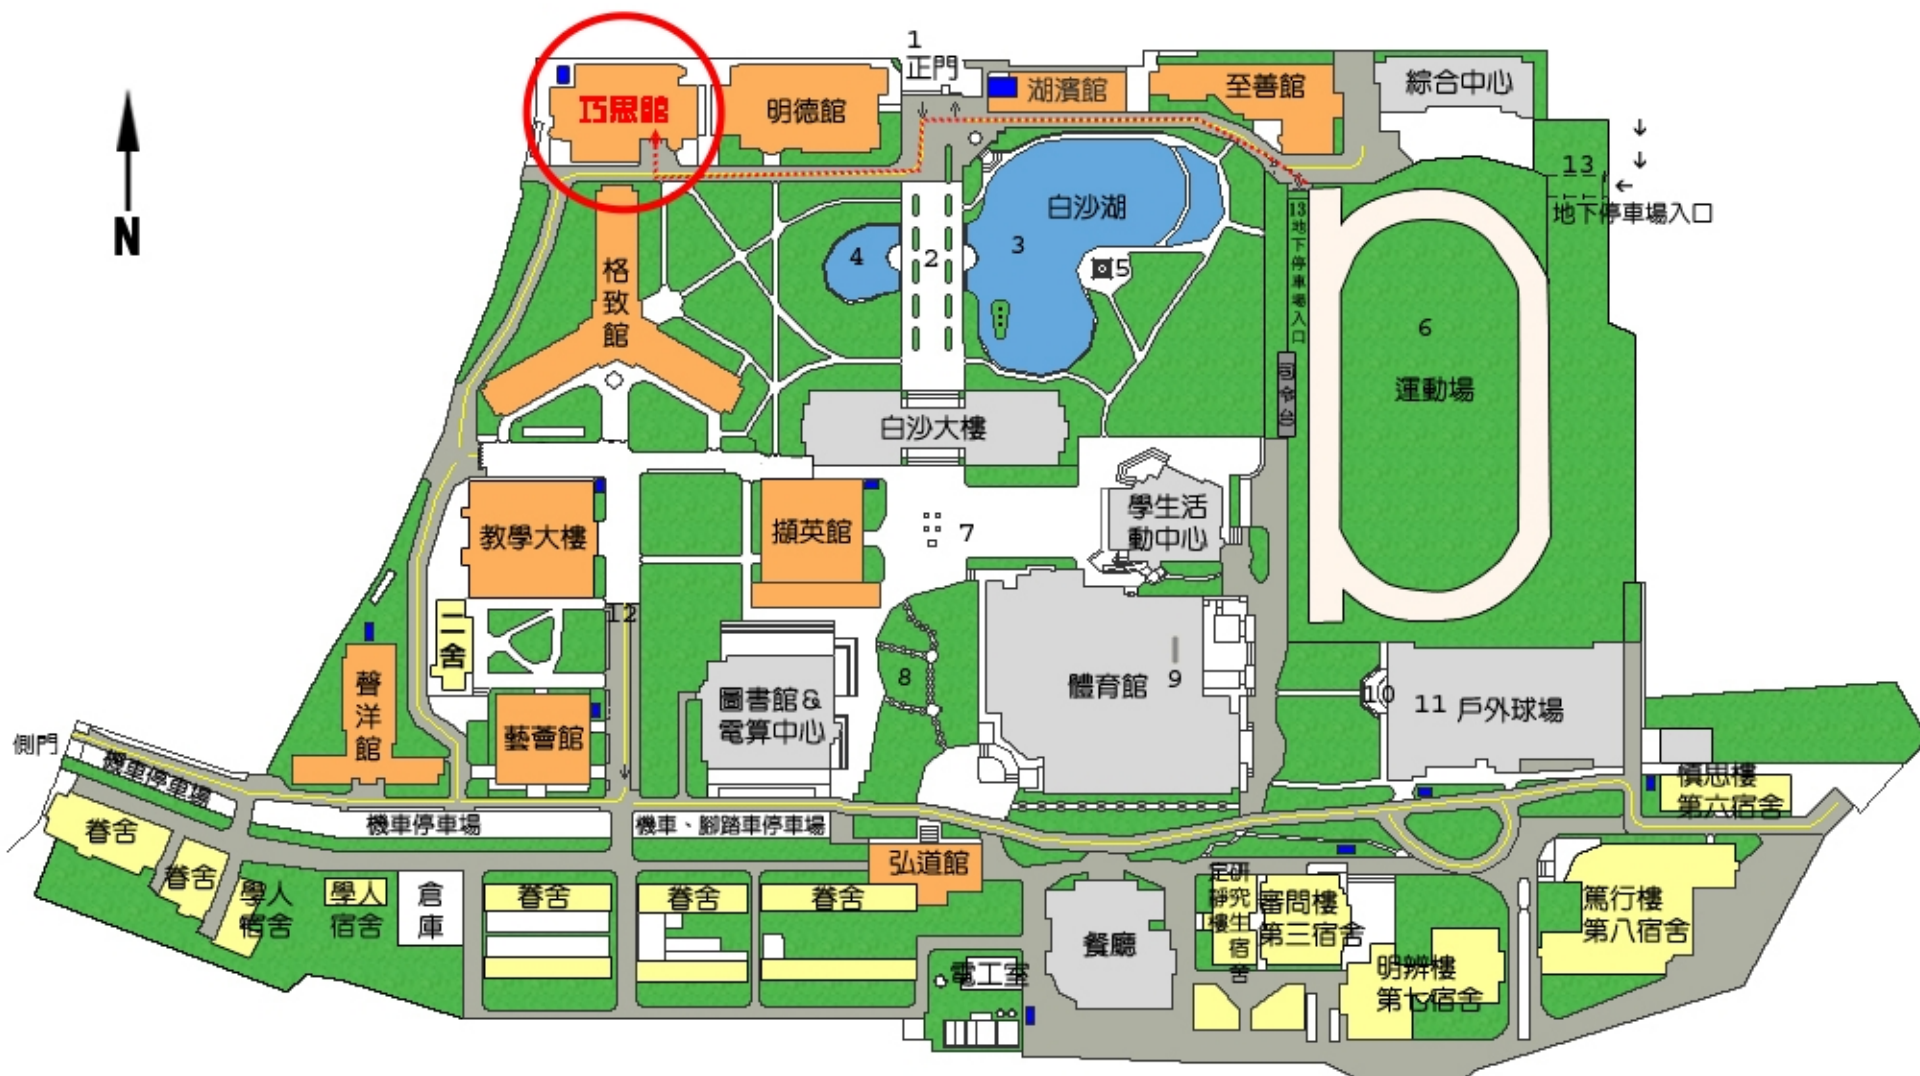 1
正門
巧思館
明德館
湖濱館
至善館
綜合中心
N
13
地下停車場入口
白沙湖
3
4
2
5
13地下停車場入口
格致館
6
運動場
司令台
白沙大樓
教學大樓
擷英館
7
學生活
動中心
12
二舍
聲洋館
藝薈館
圖書館&
電算中心
8
體育館
9
10
11
戶外球場
側門
機車停車場
機車停車場
機車、腳踏車停車場
慎思樓
第六宿舍
眷舍
眷舍
學人
宿舍
學人
宿舍
倉庫
眷舍
眷舍
眷舍
弘道館
餐廳
電工室
研究生宿舍
定靜樓
審問樓
第三宿舍
明辨樓
第七宿舍
篤行樓
第八宿舍